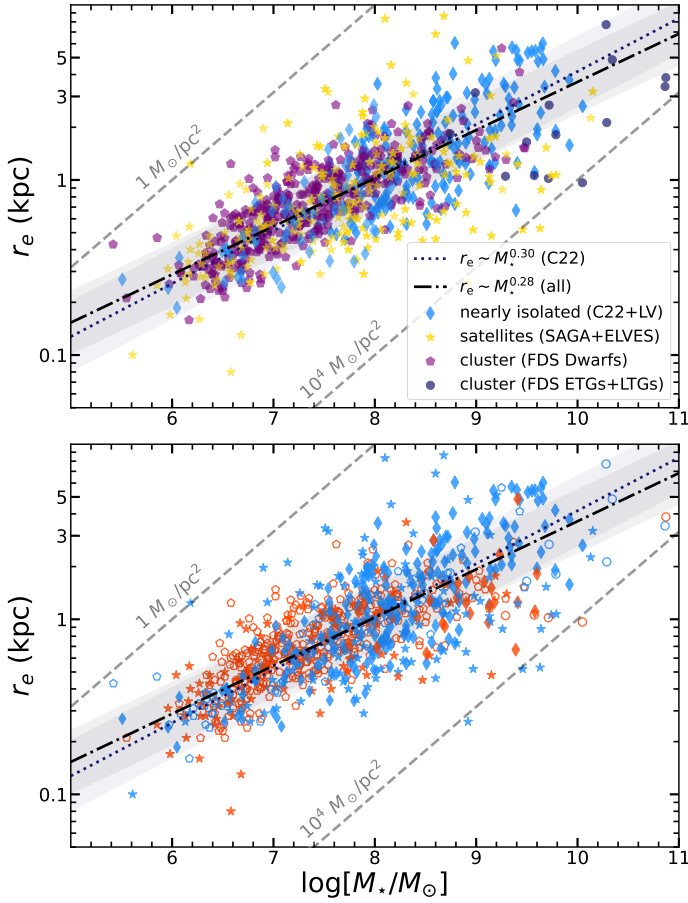 5
3
1
0.1
r_e (kpc)
1 M_⊙/pc²
10⁴ M_⊙/pc²
r_e ~ M_⋆^0.30 (C22)
r_e ~ M_⋆^0.28 (all)
nearly isolated (C22+LV)
satellites (SAGA+ELVES)
cluster (FDS Dwarfs)
cluster (FDS ETGs+LTGs)
6 7 8 9 10 11
5
3
1
0.1
r_e (kpc)
1 M_⊙/pc²
10⁴ M_⊙/pc²
6 7 8 9 10 11
log[M_⋆/M_⊙]